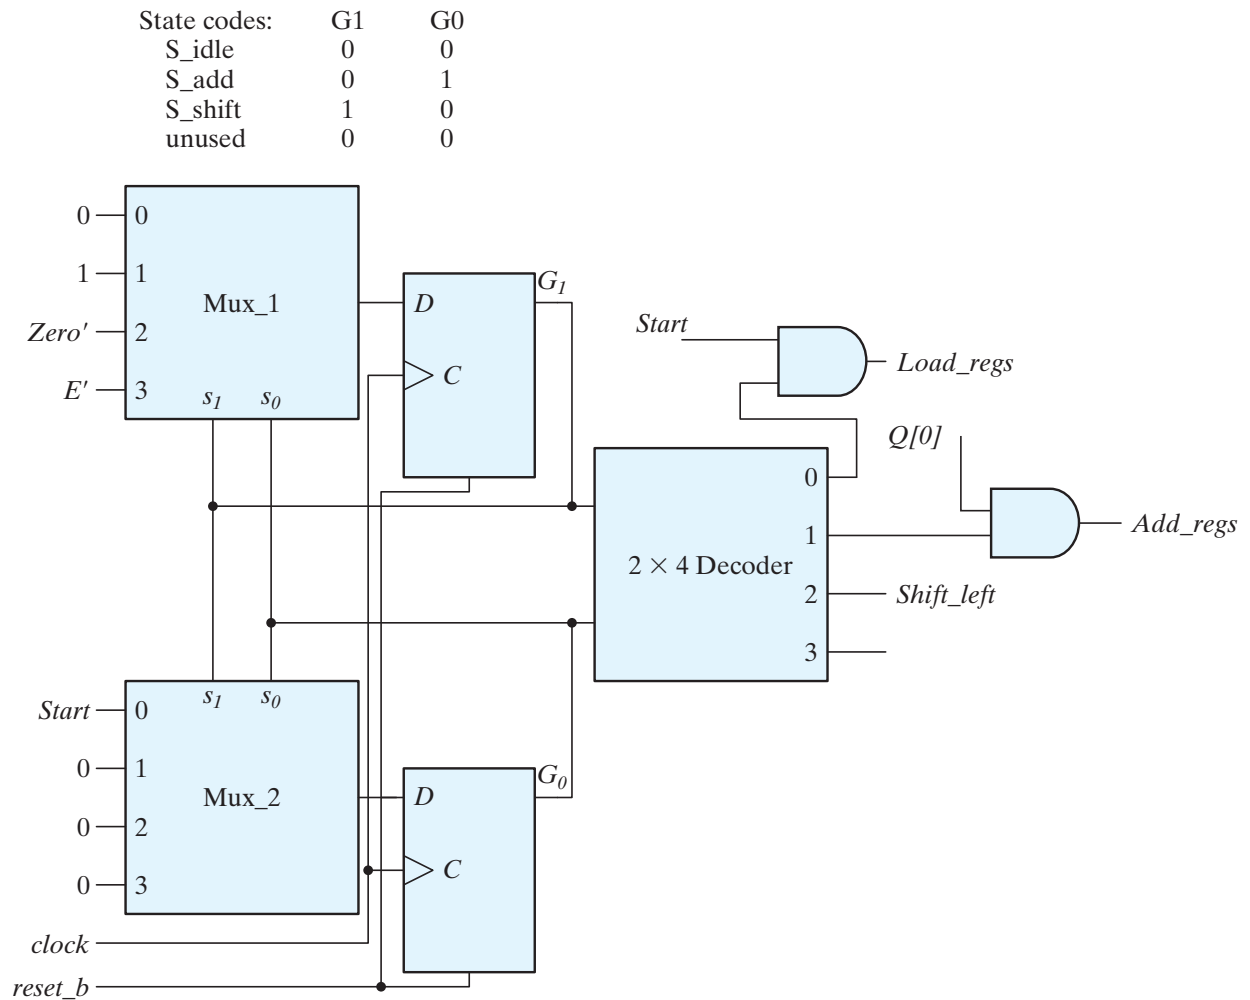 State codes: G1 G0
S_idle 0 0
S_add 0 1
S_shift 1 0
unused 0 0
0 0
1 1
Mux_1
Zero' 2
E' 3
s1 s0
D
C
G1
Start
Load_regs
Q[0]
0
1
Add_regs
2 × 4 Decoder
2 Shift_left
3
s1 s0
Start 0
0 1
Mux_2
0 2
0 3
D
C
G0
clock
reset_b